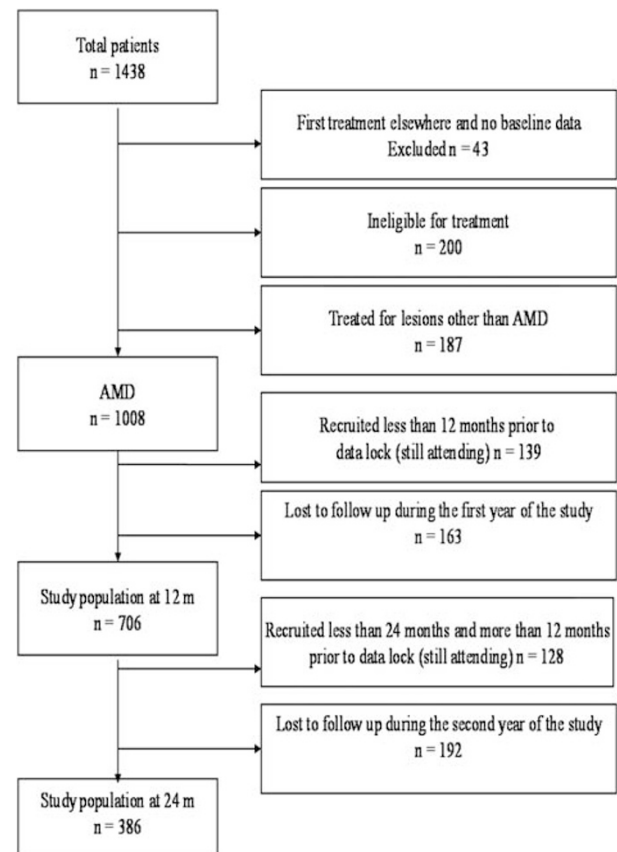 Total patients
n = 1438
First treatment elsewhere and no baseline data
Excluded n = 43
Ineligible for treatment
n = 200
Treated for lesions other than AMD
n = 187
AMD
n = 1008
Recruited less than 12 months prior to
data lock (still attending) n = 139
Lost to follow up during the first year of the study
n = 163
Study population at 12 m
n = 706
Recruited less than 24 months and more than 12 months
prior to data lock (still attending) n = 128
Lost to follow up during the second year of the study
n = 192
Study population at 24 m
n = 386